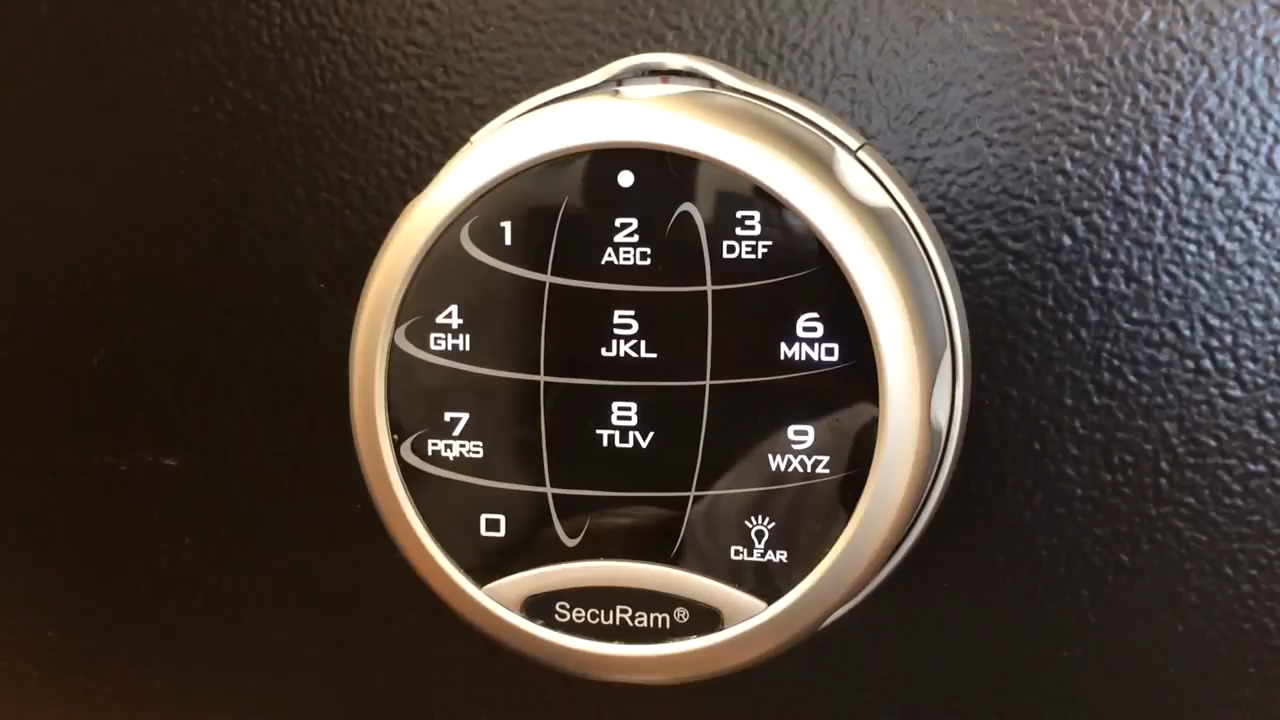 1
2
ABC
3
DEF
4
GHI
5
JKL
6
MNO
7
PQRS
8
TUV
9
WXYZ
0
CLEAR
SecuRam®